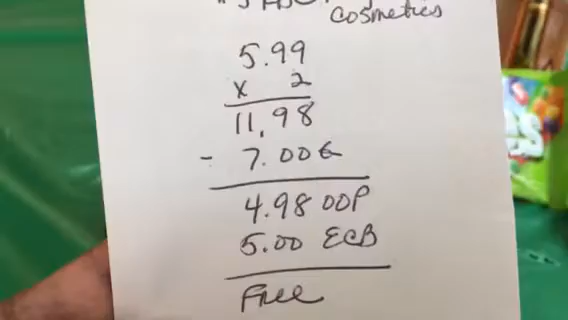 cosmetics
5.99
x 2
11.98
- 7.00
4.98 OOP
5.00 ECB
Free